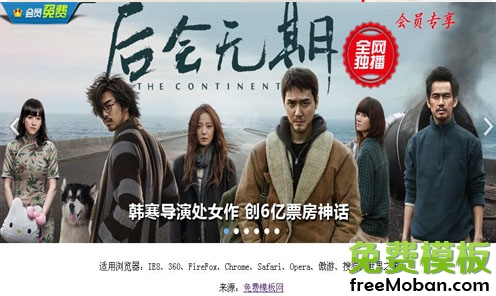 会员免费
后会无期
THE CONTINENT
会员专享
全网
独播
韩寒导演处女作 创6亿票房神话
适用浏览器：IE8、360、FireFox、Chrome、Safari、Opera、傲游、搜
世界之
来源：免费模板网
免费模板
freeMoban.com